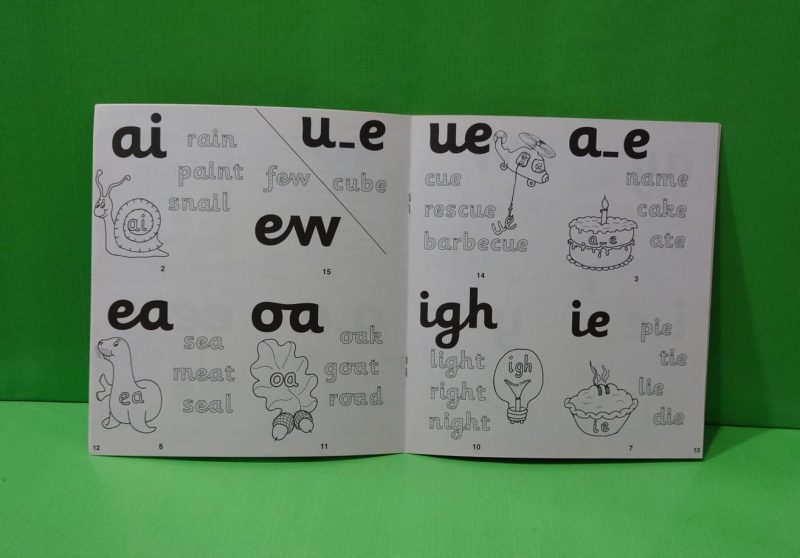 ai
rain
paint
snail
ai
2
u_e
few
cube
ew
15
ue
cue
rescue
barbecue
ue
14
a_e
name
cake
ate
a_e
3
ea
sea
meat
seal
ea
12
6
oa
oak
goat
road
oa
11
igh
light
right
night
igh
10
ie
pie
tie
lie
die
ie
7
13